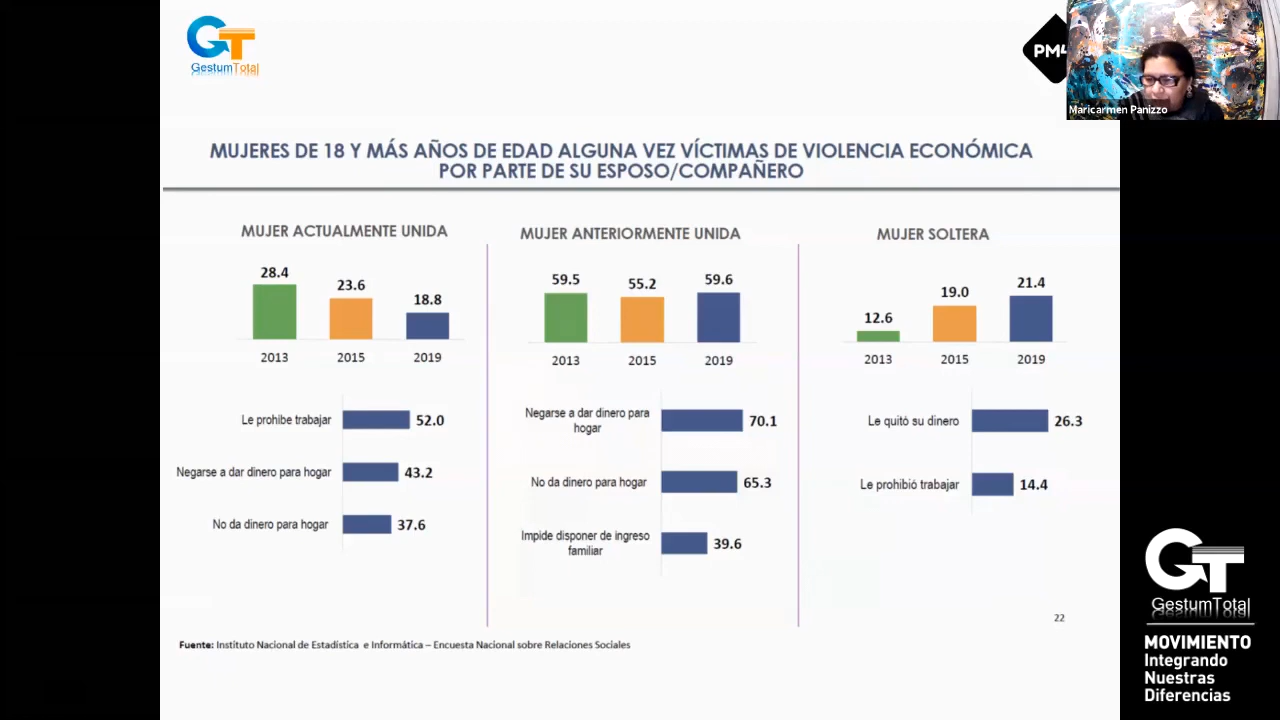 GT
GestumTotal
PM4
Maricarmen Panizzo
MUJERES DE 18 Y MÁS AÑOS DE EDAD ALGUNA VEZ VÍCTIMAS DE VIOLENCIA ECONÓMICA
POR PARTE DE SU ESPOSO/COMPAÑERO
MUJER ACTUALMENTE UNIDA
28.4
23.6
18.8
2013
2015
2019
Le prohibe trabajar
52.0
Negarse a dar dinero para hogar
43.2
No da dinero para hogar
37.6
MUJER ANTERIORMENTE UNIDA
59.5
55.2
59.6
2013
2015
2019
Negarse a dar dinero para
hogar
70.1
No da dinero para hogar
65.3
Impide disponer de ingreso
familiar
39.6
MUJER SOLTERA
12.6
19.0
21.4
2013
2015
2019
Le quitó su dinero
26.3
Le prohibió trabajar
14.4
22
Fuente: Instituto Nacional de Estadística e Informática – Encuesta Nacional sobre Relaciones Sociales
GT
GestumTotal
MOVIMIENTO
Integrando
Nuestras
Diferencias